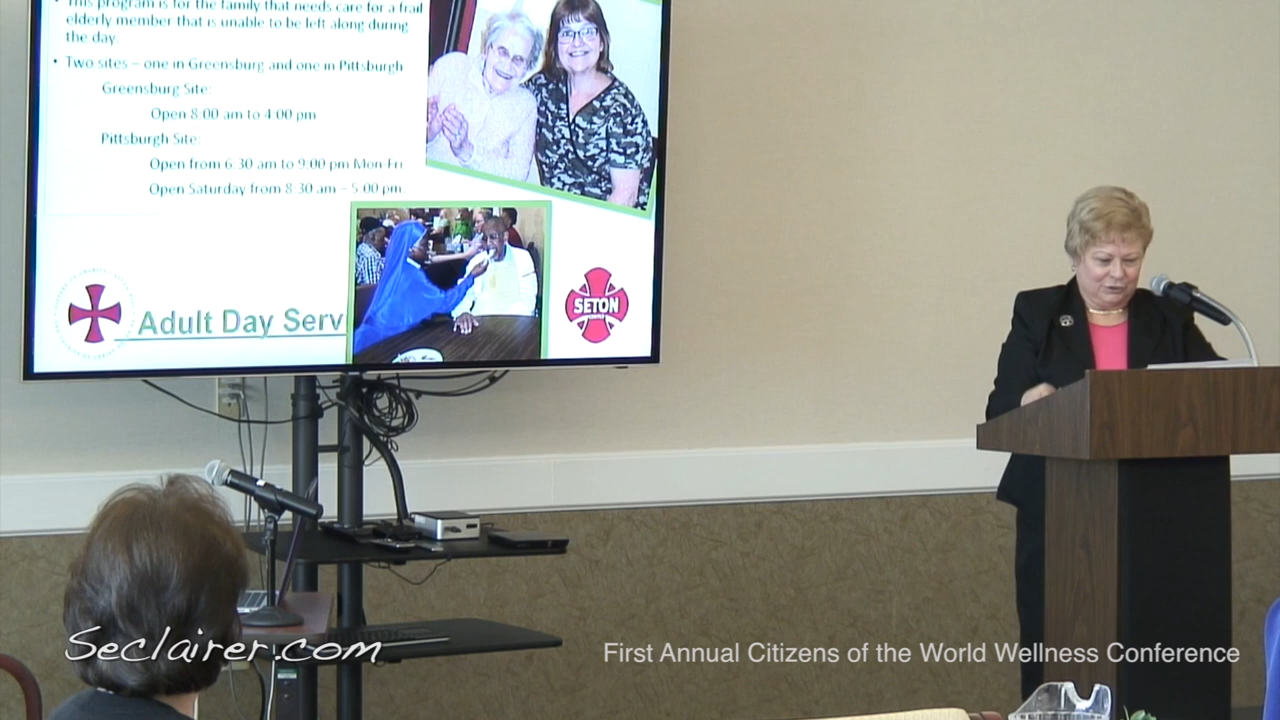 • This program is for the family that needs care for a frail
elderly member that is unable to be left along during
the day.
• Two sites – one in Greensburg and one in Pittsburgh
Greensburg Site:
Open 8:00 am to 4:00 pm
Pittsburgh Site:
Open from 6:30 am to 9:00 pm Mon-Fri
Open Saturday from 8:30 am – 5:00 pm
Adult Day Serv
SETON
CENTER
Seclairer.com
First Annual Citizens of the World Wellness Conference